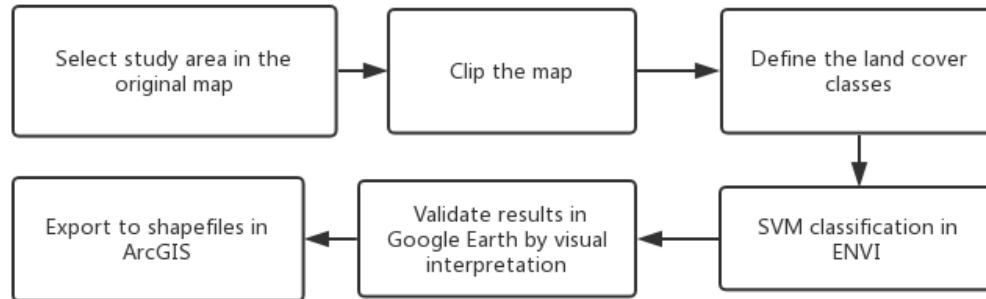 Select study area in the
original map
Clip the map
Define the land cover
classes
SVM classification in
ENVI
Validate results in
Google Earth by visual
interpretation
Export to shapefiles in
ArcGIS